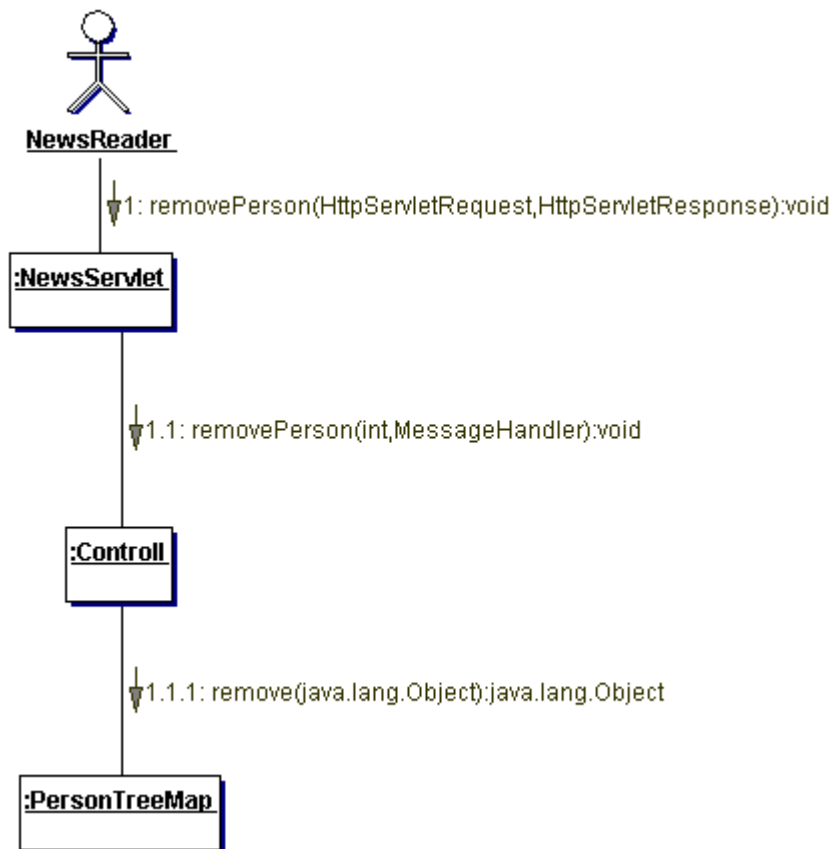 NewsReader
1: removePerson(HttpServletRequest,HttpServletResponse):void
:NewsServlet
1.1: removePerson(int,MessageHandler):void
:Controll
1.1.1: remove(java.lang.Object):java.lang.Object
:PersonTreeMap